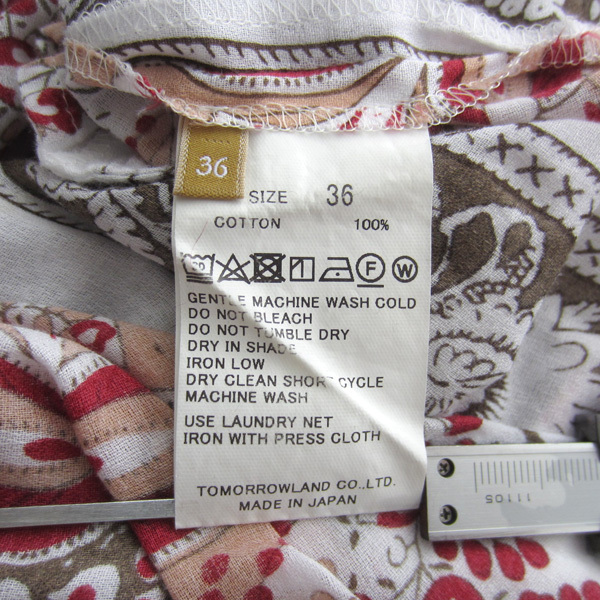 36
SIZE 36
COTTON 100%
F W
GENTLE MACHINE WASH COLD
DO NOT BLEACH
DO NOT TUMBLE DRY
DRY IN SHADE
IRON LOW
DRY CLEAN SHORT CYCLE
MACHINE WASH
USE LAUNDRY NET
IRON WITH PRESS CLOTH
TOMORROWLAND CO.,LTD.
MADE IN JAPAN
11105